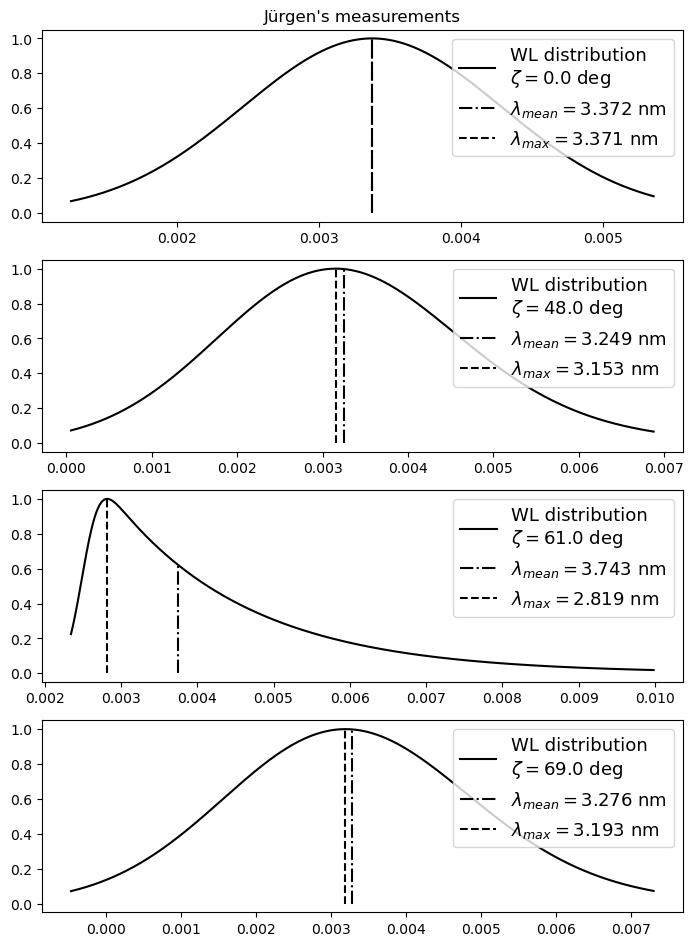 Jürgen's measurements
1.0
0.8
0.6
0.4
0.2
0.0
WL distribution
ζ = 0.0 deg
λmean = 3.372 nm
λmax = 3.371 nm
0.002 0.003 0.004 0.005
1.0
0.8
0.6
0.4
0.2
0.0
WL distribution
ζ = 48.0 deg
λmean = 3.249 nm
λmax = 3.153 nm
0.000 0.001 0.002 0.003 0.004 0.005 0.006 0.007
1.0
0.8
0.6
0.4
0.2
0.0
WL distribution
ζ = 61.0 deg
λmean = 3.743 nm
λmax = 2.819 nm
0.002 0.003 0.004 0.005 0.006 0.007 0.008 0.009 0.010
1.0
0.8
0.6
0.4
0.2
0.0
WL distribution
ζ = 69.0 deg
λmean = 3.276 nm
λmax = 3.193 nm
0.000 0.001 0.002 0.003 0.004 0.005 0.006 0.007